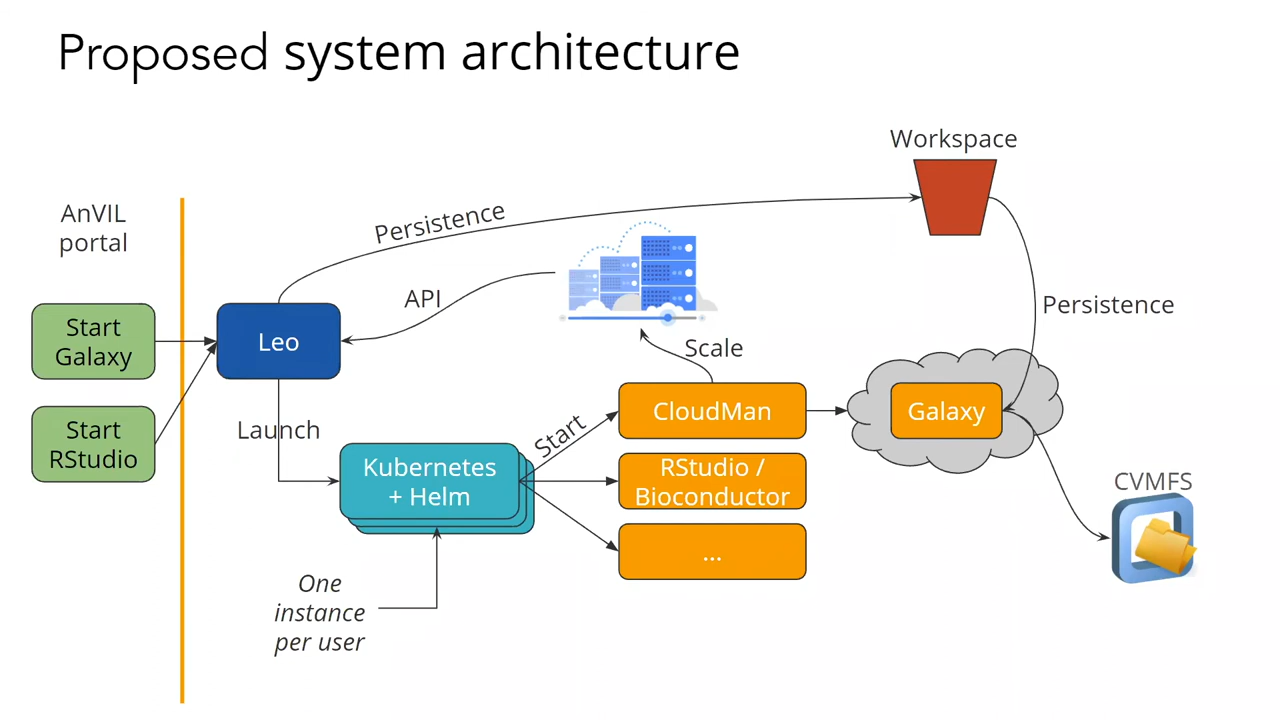 Proposed system architecture
Workspace
AnVIL
portal
Persistence
API
Persistence
Start
Galaxy
Leo
Scale
Start
RStudio
Launch
Start
CloudMan
Galaxy
Kubernetes
+ Helm
RStudio /
Bioconductor
CVMFS
...
One
instance
per user